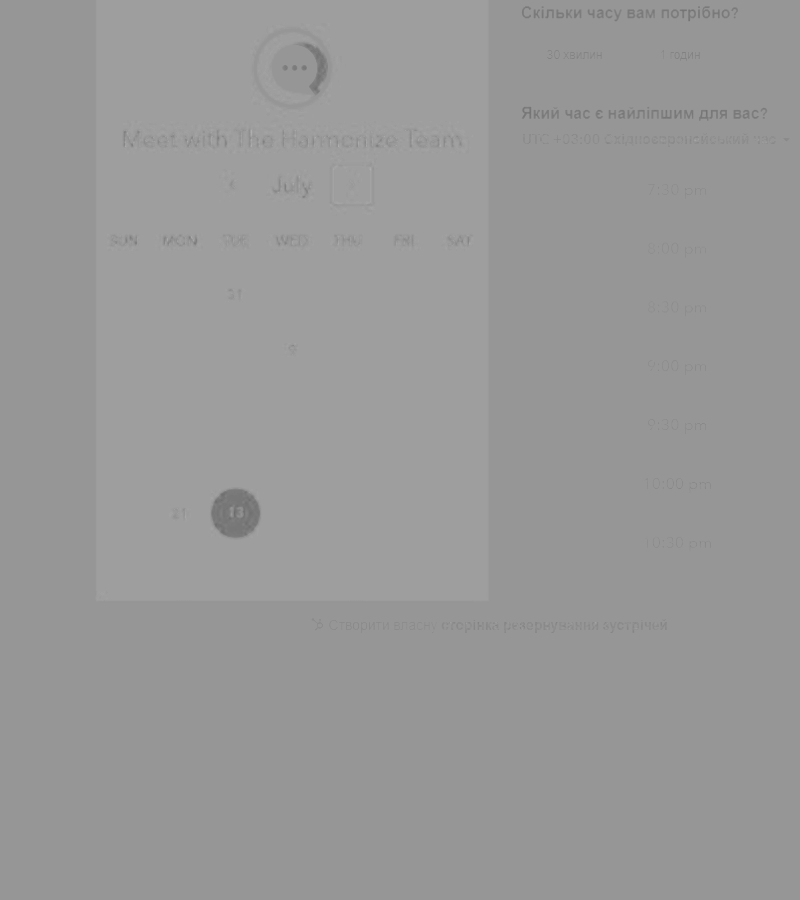 Meet with The Harmonize Team
July
SUN MON TUE WED THU FRI SAT
31
9
21 13
Скільки часу вам потрібно?
30 хвилин 1 годин
Який час є найліпшим для вас?
UTC +02:00 Східноєвропейський час
7:30 pm
8:00 pm
8:30 pm
9:00 pm
9:30 pm
10:00 pm
10:30 pm
Створити власну сторінка резервування зустрічей